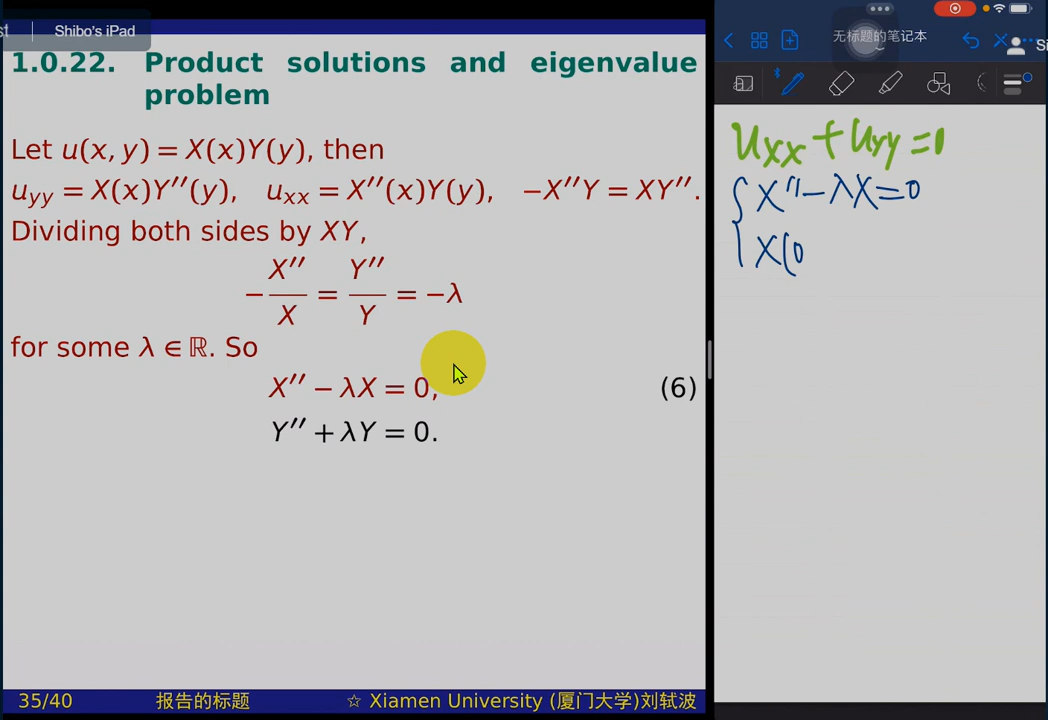 st | Shibo's iPad
1.0.22. Product solutions and eigenvalue
problem
Let u(x, y) = X(x)Y(y), then
u_yy = X(x)Y′′(y), u_xx = X′′(x)Y(y), −X′′Y = XY′′.
Dividing both sides by XY,
−X′′/X = Y′′/Y = −λ
for some λ ∈ ℝ. So
X′′ − λX = 0, (6)
Y′′ + λY = 0.
35/40 报告的标题 ☆ Xiamen University (厦门大学)刘轼波
无标题的笔记本
Si
u_xx + u_yy = 0
X′′ − λX = 0
X(0